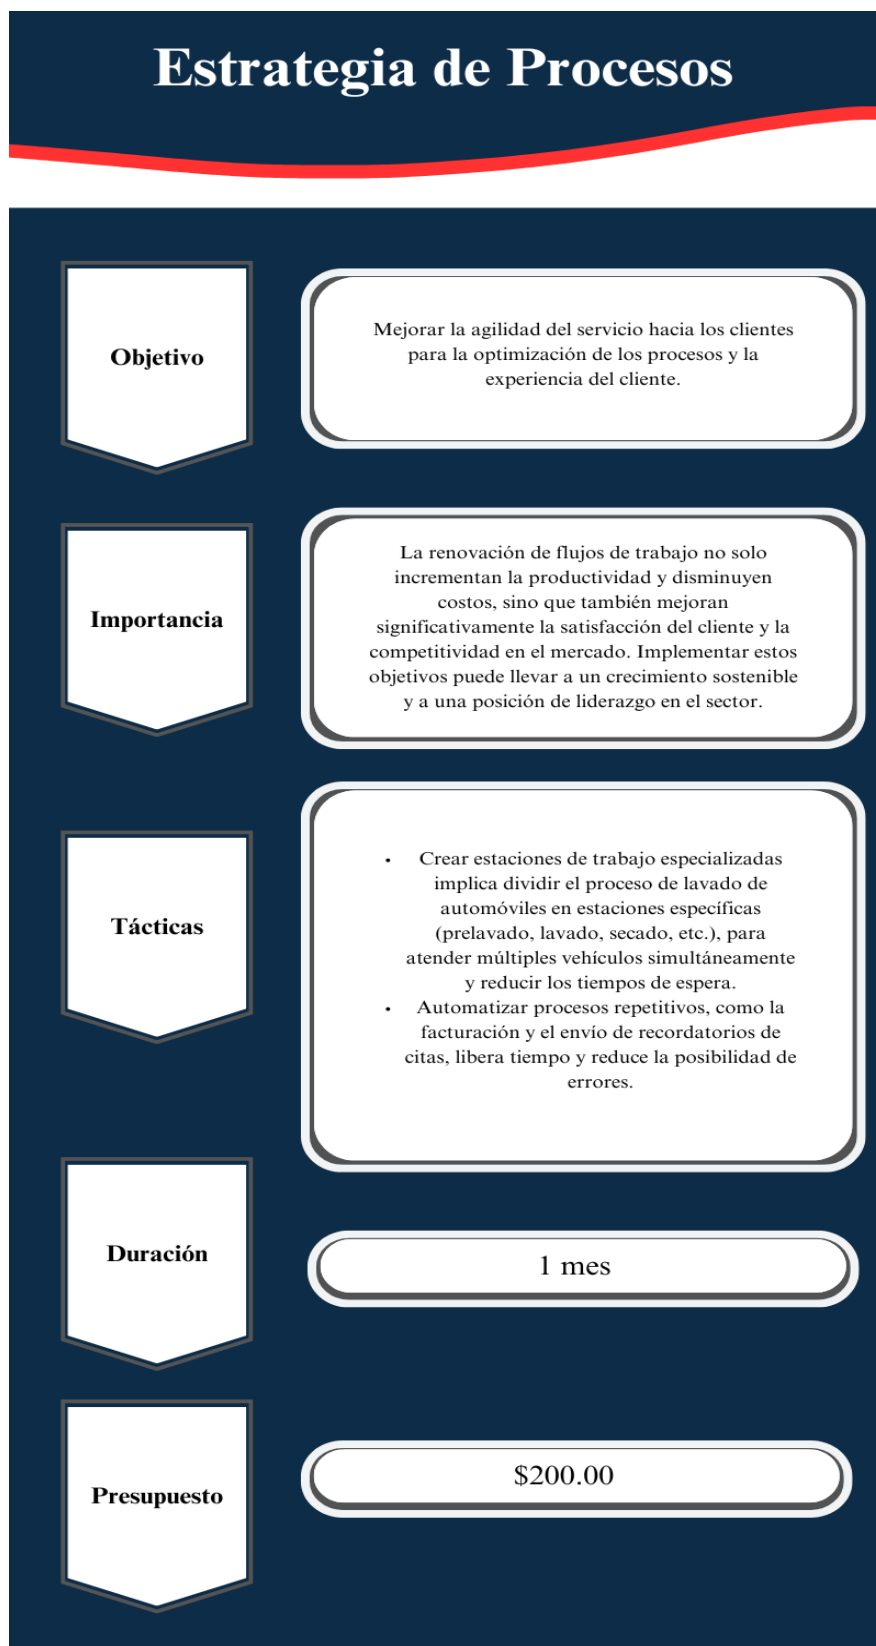 Estrategia de Procesos
Objetivo
Mejorar la agilidad del servicio hacia los clientes
para la optimización de los procesos y la
experiencia del cliente.
Importancia
La renovación de flujos de trabajo no solo
incrementan la productividad y disminuyen
costos, sino que también mejoran
significativamente la satisfacción del cliente y la
competitividad en el mercado. Implementar estos
objetivos puede llevar a un crecimiento sostenible
y a una posición de liderazgo en el sector.
Tácticas
• Crear estaciones de trabajo especializadas
implica dividir el proceso de lavado de
automóviles en estaciones específicas
(prelavado, lavado, secado, etc.), para
atender múltiples vehículos simultáneamente
y reducir los tiempos de espera.
• Automatizar procesos repetitivos, como la
facturación y el envío de recordatorios de
citas, libera tiempo y reduce la posibilidad de
errores.
Duración
1 mes
Presupuesto
$200.00